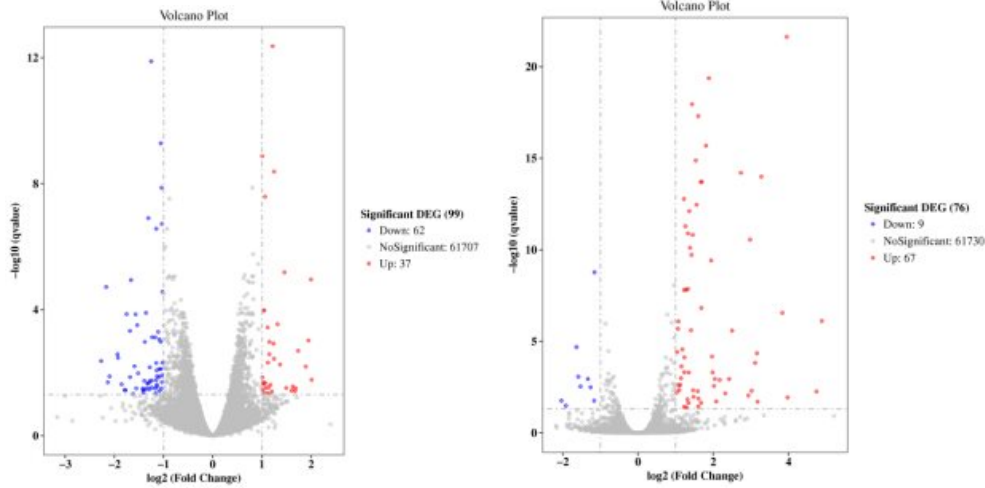 Volcano Plot
12
8
4
0
−log10 (qvalue)
−3
−2
−1
0
1
2
log2 (Fold Change)
Significant DEG (99)
Down: 62
NoSignificant: 61707
Up: 37
Volcano Plot
20
15
10
5
0
−log10 (qvalue)
−2
0
2
4
log2 (Fold Change)
Significant DEG (76)
Down: 9
NoSignificant: 61730
Up: 67